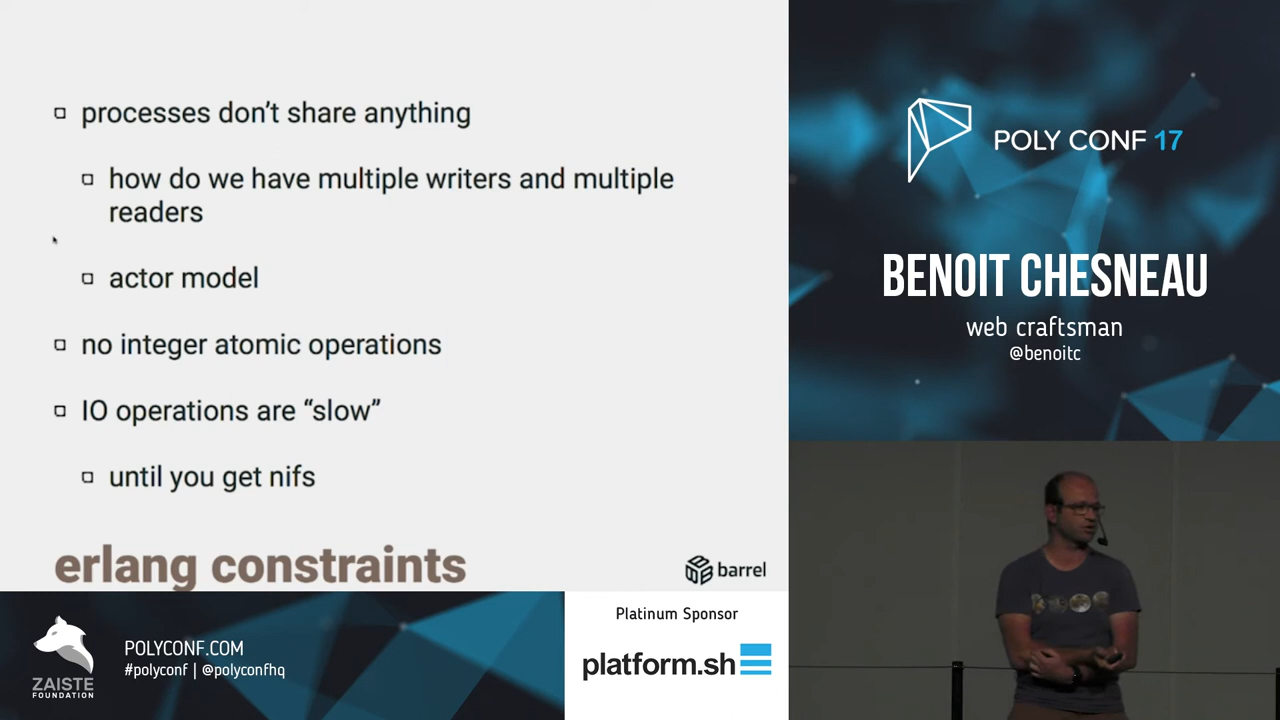 processes don’t share anything
how do we have multiple writers and multiple
readers
actor model
no integer atomic operations
IO operations are “slow”
until you get nifs
erlang constraints
barrel
POLY CONF 17
BENOIT CHESNEAU
web craftsman
@benoitc
ZAISTE
FOUNDATION
POLYCONF.COM
#polyconf | @polyconfhq
Platinum Sponsor
platform.sh